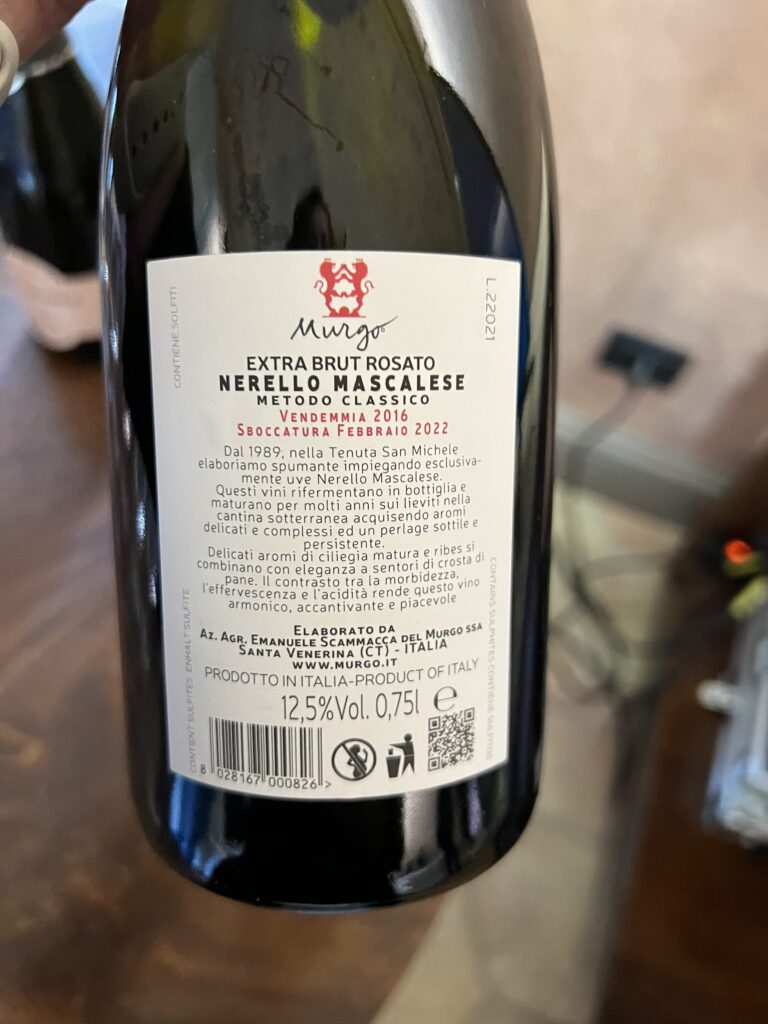 Murgo
EXTRA BRUT ROSATO
NERELLO MASCALESE
METODO CLASSICO
VENDEMMIA 2016
SBOCCATURA FEBBRAIO 2022
Dal 1989, nella Tenuta San Michele
elaboriamo spumante impiegando esclusiva-
mente uve Nerello Mascalese.
Questi vini rifermentano in bottiglia e
maturano per molti anni sui lieviti nella
cantina sotterranea acquisendo aromi
delicati e complessi ed un perlage sottile e
persistente.
Delicati aromi di ciliegia matura e ribes si
combinano con eleganza a sentori di crosta di
pane. Il contrasto tra la morbidezza,
l'effervescenza e l'acidità rende questo vino
armonico, accantivante e piacevole
ELABORATO DA
AZ. AGR. EMANUELE SCAMMACCA DEL MURGO SSA
SANTA VENERINA (CT) - ITALIA
WWW.MURGO.IT
PRODOTTO IN ITALIA-PRODUCT OF ITALY
12,5%Vol. 0,75l e
8 028167 000826 >
CONTIENE SOLFITI
CONTIENT SULFITES ENHALT SULFITE
L.22021
CONTAINS SULPHITES CONTIENE SULFITOS